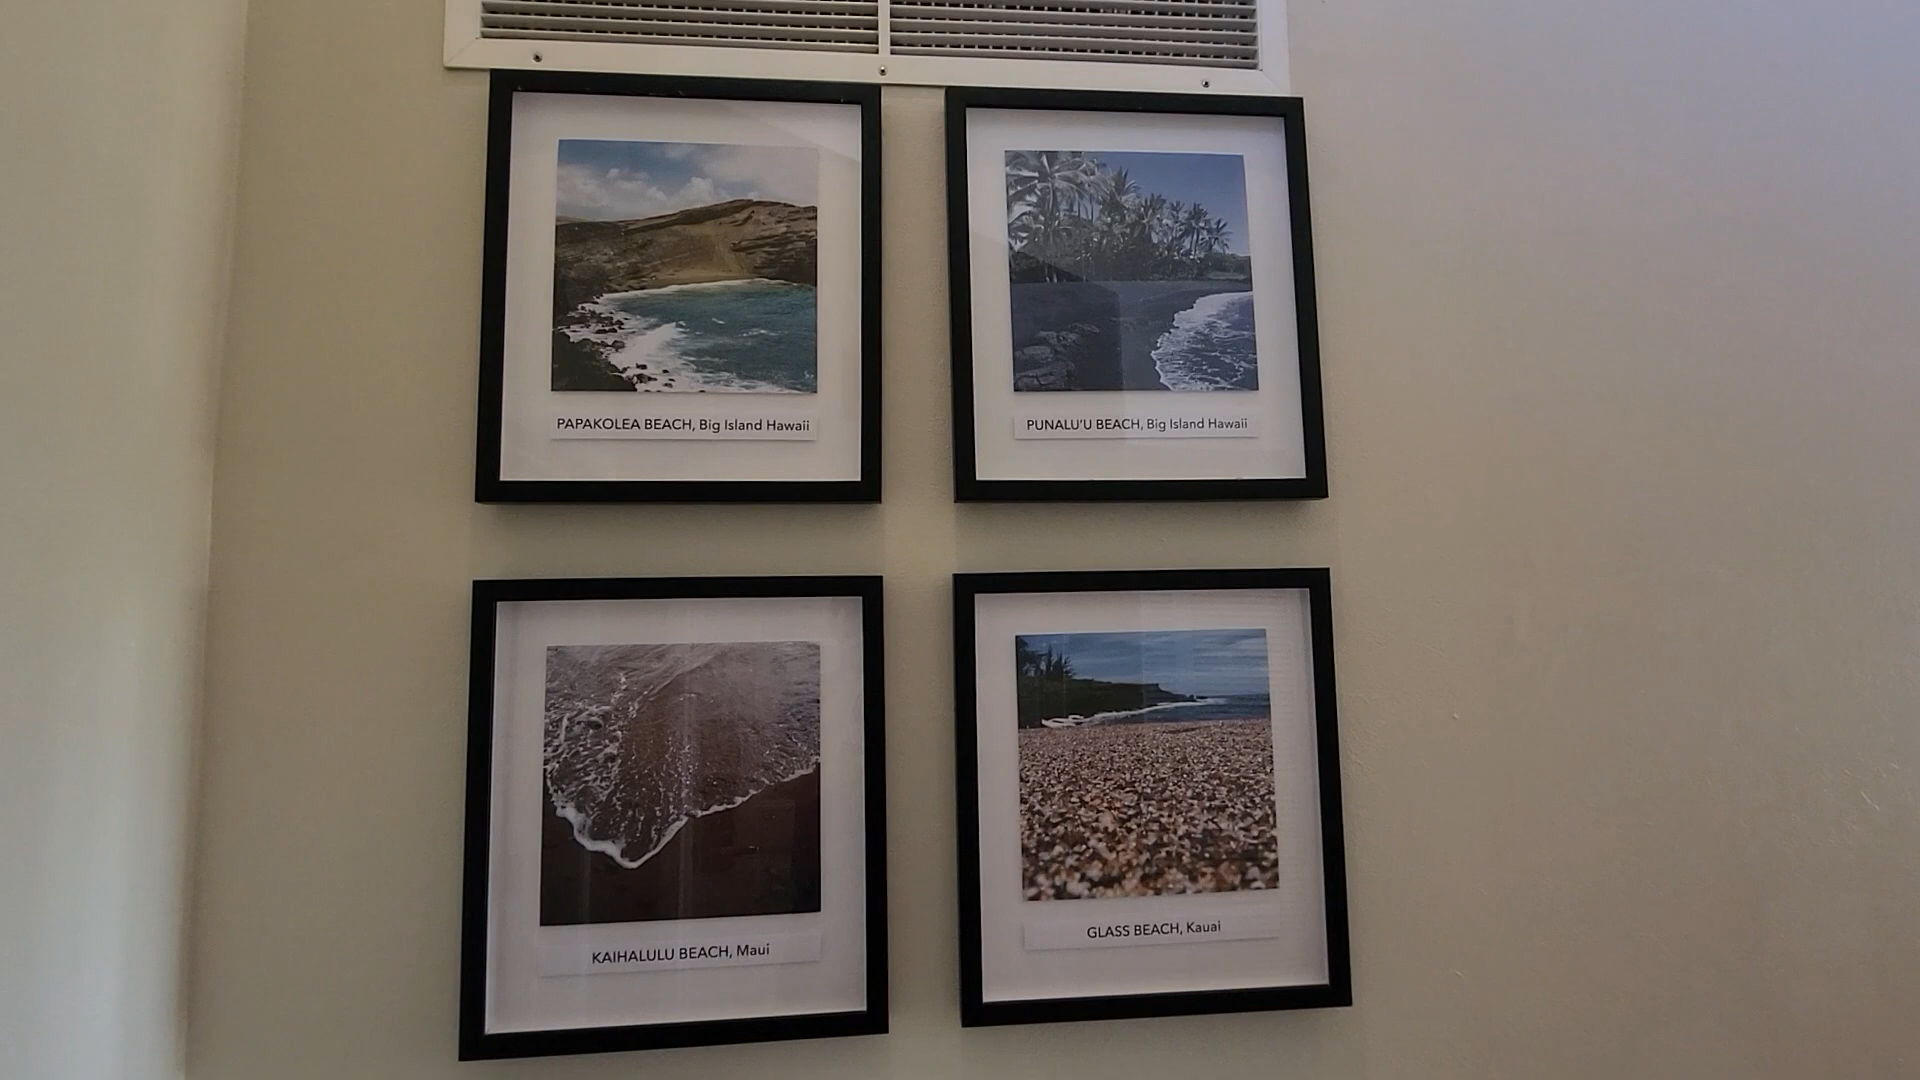 PAPAKOLEA BEACH, Big Island Hawaii
PUNALU'U BEACH, Big Island Hawaii
KAIHALULU BEACH, Maui
GLASS BEACH, Kauai